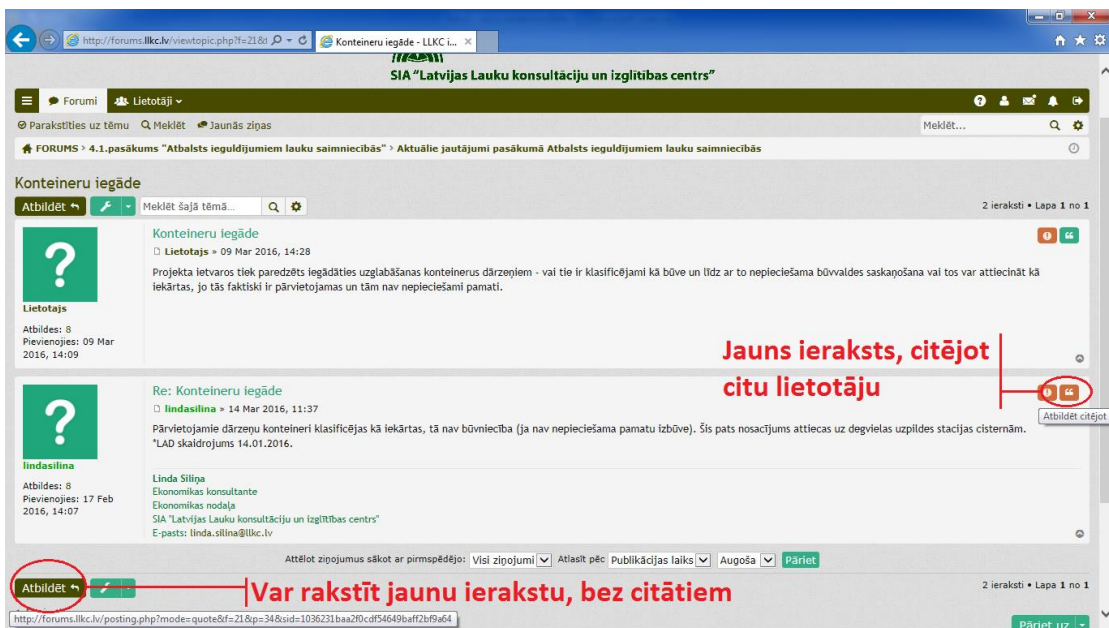 http://forums.llkc.lv/viewtopic.php?f=21&t
Konteineru iegāde - LLKC i...
SIA "Latvijas Lauku konsultāciju un izglītības centrs"
Forumi Lietotāji
Parakstīties uz tēmu Meklēt Jaunās ziņas Meklēt...
FORUMS › 4.1.pasākums "Atbalsts ieguldījumiem lauku saimniecībās" › Aktuālie jautājumi pasākumā Atbalsts ieguldījumiem lauku saimniecībās
Konteineru iegāde
Atbildēt Meklēt šajā tēmā... 2 ieraksti • Lapa 1 no 1
Konteineru iegāde
Lietotajs » 09 Mar 2016, 14:28
Projekta ietvaros tiek paredzēts iegādāties uzglabāšanas konteinerus dārzeņiem - vai tie ir klasificējami kā būve un līdz ar to nepieciešama būvvaldes saskaņošana vai tos var attiecināt kā
iekārtas, jo tās faktiski ir pārvietojamas un tām nav nepieciešami pamati.
Lietotajs
Atbildes: 8
Pievienojies: 09 Mar
2016, 14:09
Jauns ieraksts, citējot
citu lietotāju
Re: Konteineru iegāde
lindasilina » 14 Mar 2016, 11:37
Pārvietojamie dārzeņu konteineri klasificējas kā iekārtas, tā nav būvniecība (ja nav nepieciešama pamatu izbūve). Šis pats nosacījums attiecas uz degvielas uzpildes stacijas cisternām.
*LAD skaidrojums 14.01.2016.
Atbildēt citējot
lindasilina
Atbildes: 8
Pievienojies: 17 Feb
2016, 14:07
Linda Siliņa
Ekonomikas konsultante
Ekonomikas nodaļa
SIA "Latvijas Lauku konsultāciju un izglītības centrs"
E-pasts: linda.silina@llkc.lv
Attēlot ziņojumus sākot ar pirmspēdējo: Visi ziņojumi Atlasīt pēc Publikācijas laiks Augoša Pāriet
Atbildēt 2 ieraksti • Lapa 1 no 1
Var rakstīt jaunu ierakstu, bez citātiem
http://forums.llkc.lv/posting.php?mode=quote&f=21&p=34&sid=1036231baa2f0cdf54649baff2bf9a64
Pāriet uz